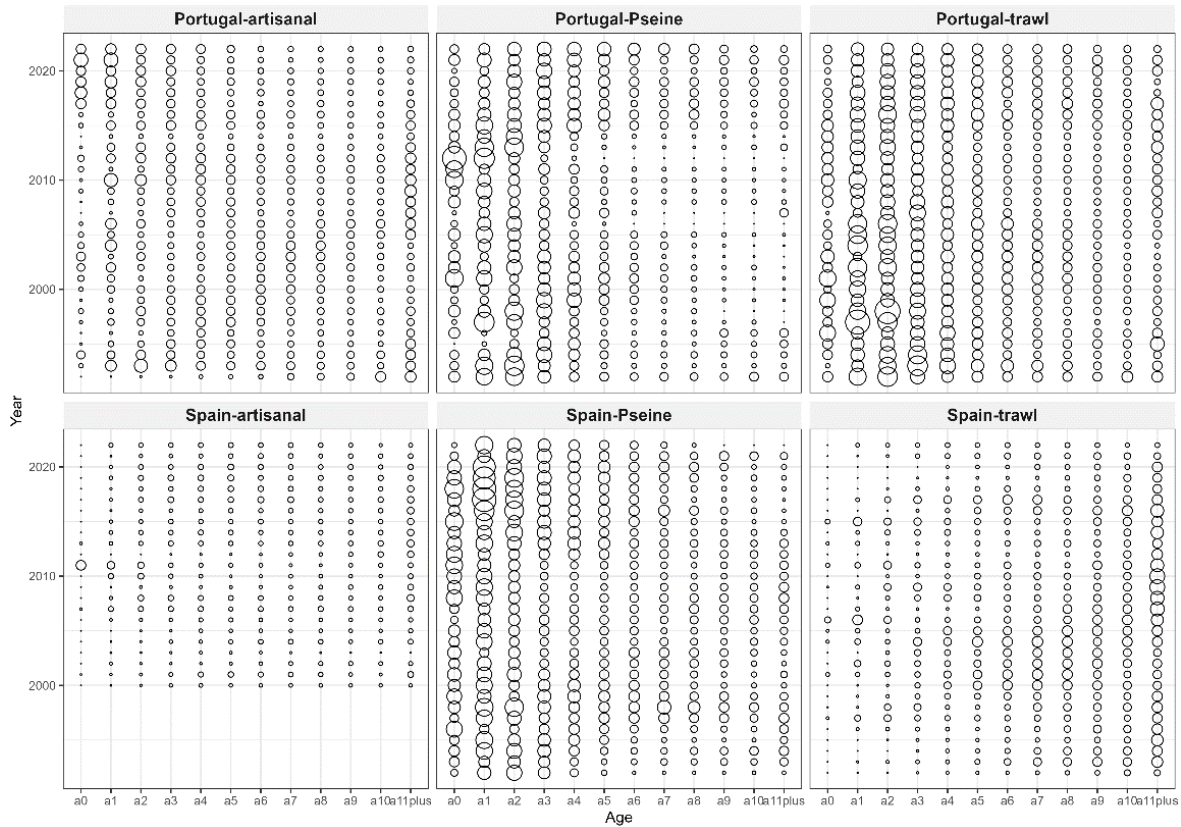 Portugal-artisanal Portugal-Pseine Portugal-trawl
2020
2010
2000
Year
Spain-artisanal Spain-Pseine Spain-trawl
2020
2010
2000
a0 a1 a2 a3 a4 a5 a6 a7 a8 a9 a10 a11plus a0 a1 a2 a3 a4 a5 a6 a7 a8 a9 a10 a11plus a0 a1 a2 a3 a4 a5 a6 a7 a8 a9 a10 a11plus
Age